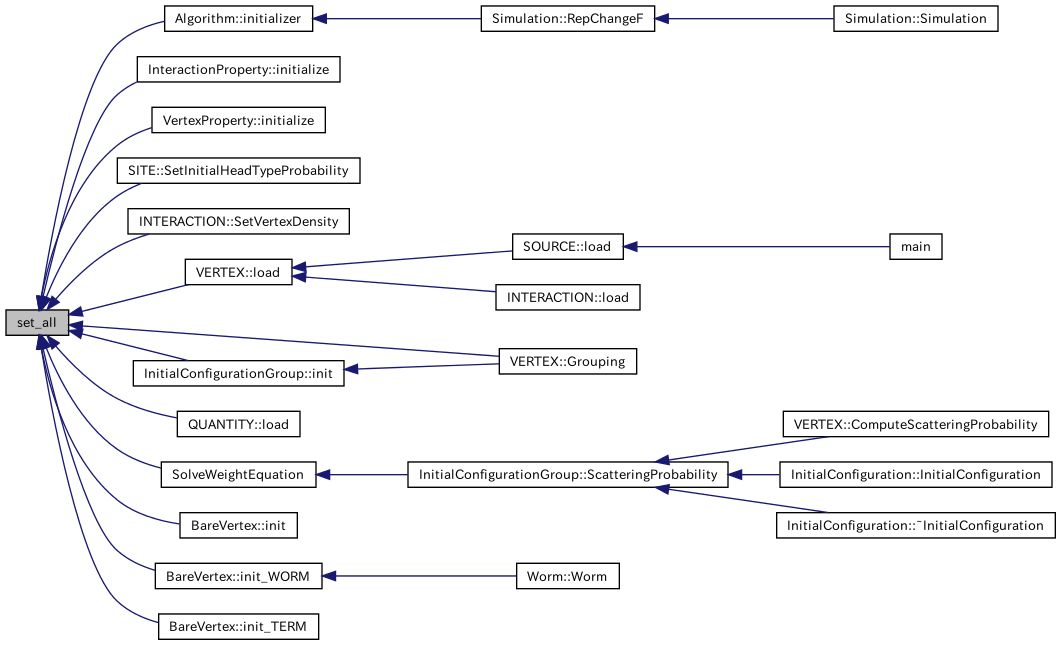 Algorithm::initializer
Simulation::RepChangeF
Simulation::Simulation
InteractionProperty::initialize
VertexProperty::initialize
SITE::SetInitialHeadTypeProbability
INTERACTION::SetVertexDensity
SOURCE::load
main
VERTEX::load
INTERACTION::load
set_all
VERTEX::Grouping
InitialConfigurationGroup::init
QUANTITY::load
VERTEX::ComputeScatteringProbability
SolveWeightEquation
InitialConfigurationGroup::ScatteringProbability
InitialConfiguration::InitialConfiguration
BareVertex::init
InitialConfiguration::~InitialConfiguration
BareVertex::init_WORM
Worm::Worm
BareVertex::init_TERM